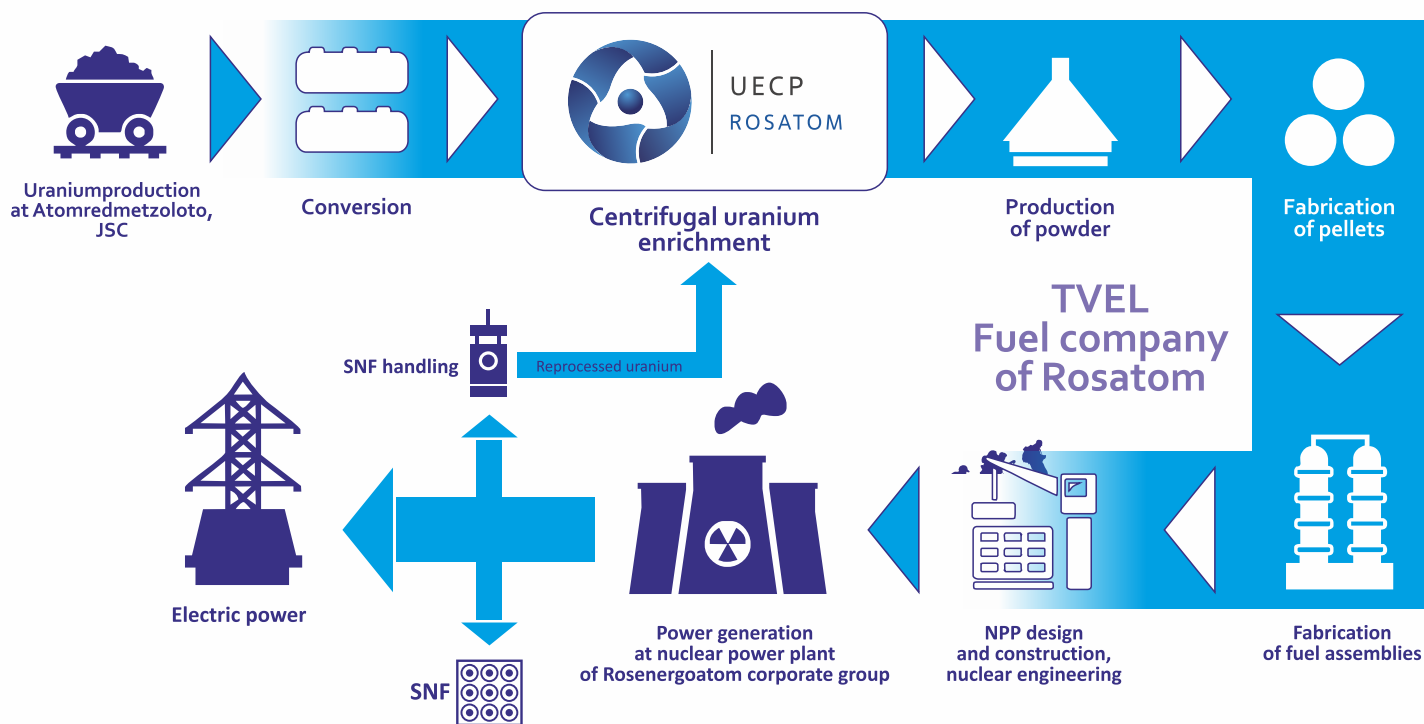 UECP
ROSATOM
Uraniumproduction
at Atomredmetzoloto,
JSC
Conversion
Centrifugal uranium
enrichment
Production
of powder
Fabrication
of pellets
TVEL
Fuel company
of Rosatom
SNF handling
Reprocessed uranium
Electric power
SNF
Power generation
at nuclear power plant
of Rosenergoatom corporate group
NPP design
and construction,
nuclear engineering
Fabrication
of fuel assemblies